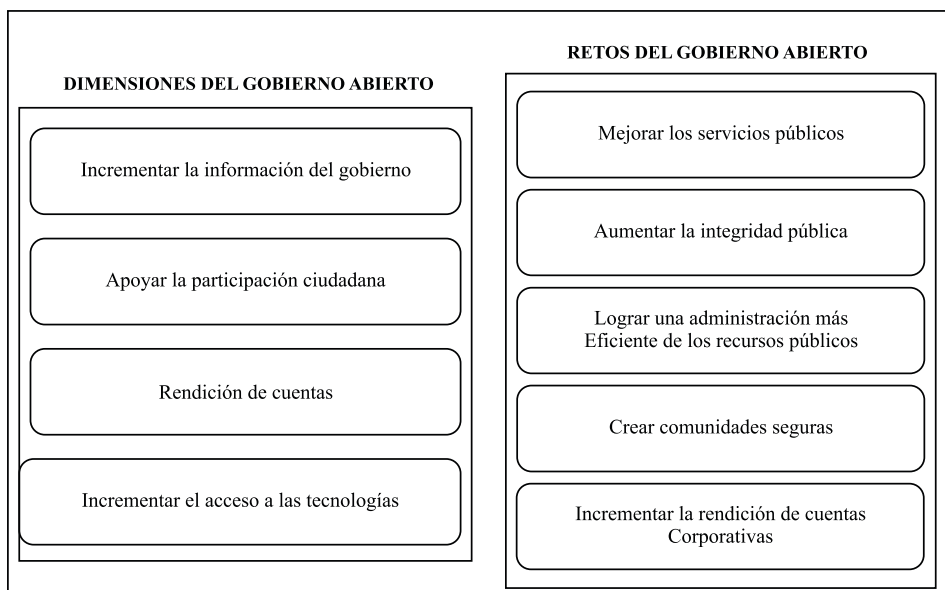 DIMENSIONES DEL GOBIERNO ABIERTO
Incrementar la información del gobierno
Apoyar la participación ciudadana
Rendición de cuentas
Incrementar el acceso a las tecnologías
RETOS DEL GOBIERNO ABIERTO
Mejorar los servicios públicos
Aumentar la integridad pública
Lograr una administración más
Eficiente de los recursos públicos
Crear comunidades seguras
Incrementar la rendición de cuentas
Corporativas